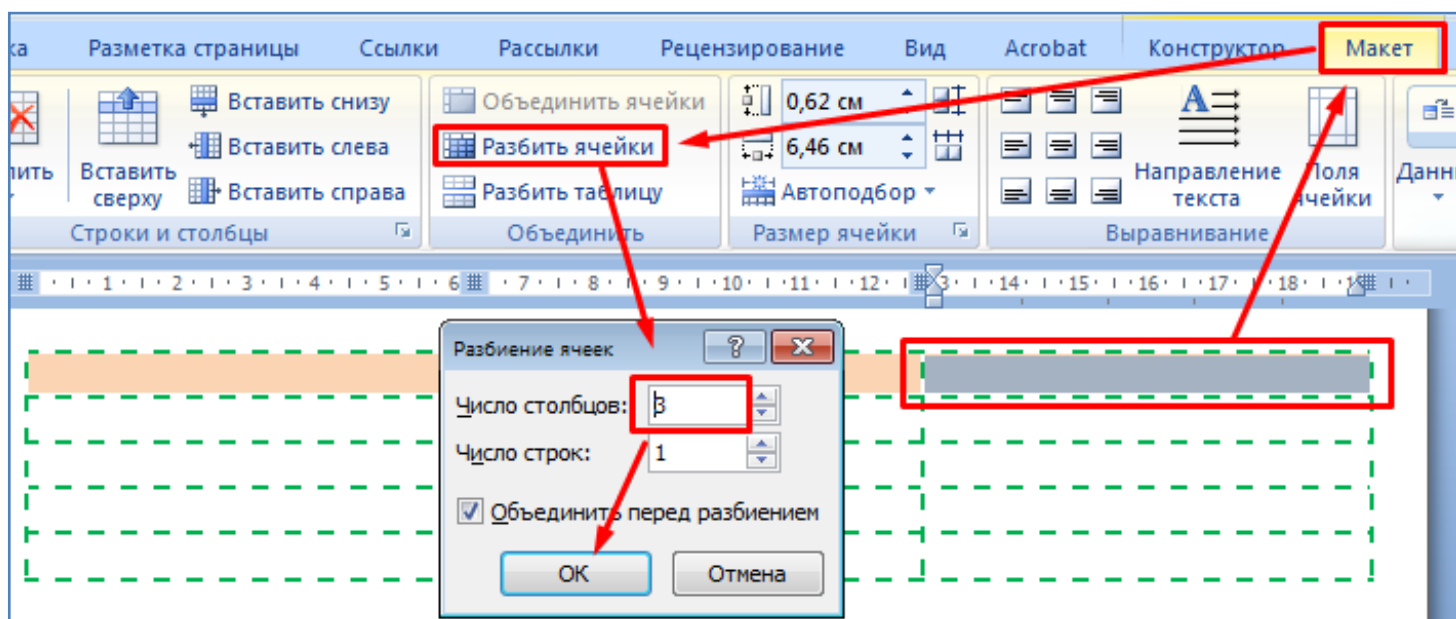 ка Разметка страницы Ссылки Рассылки Рецензирование Вид Acrobat Конструктор Макет
Вставить снизу Объединить ячейки 0,62 см
Вставить слева Разбить ячейки 6,46 см
Вставить сверху Вставить справа Разбить таблицу Автоподбор Направление текста Поля ячейки
Строки и столбцы Объединить Размер ячейки Выравнивание
1 2 3 4 5 6 7 8 9 10 11 12 3 14 15 16 17 18
Разбиение ячеек
Число столбцов: 3
Число строк: 1
Объединить перед разбиением
ОК Отмена